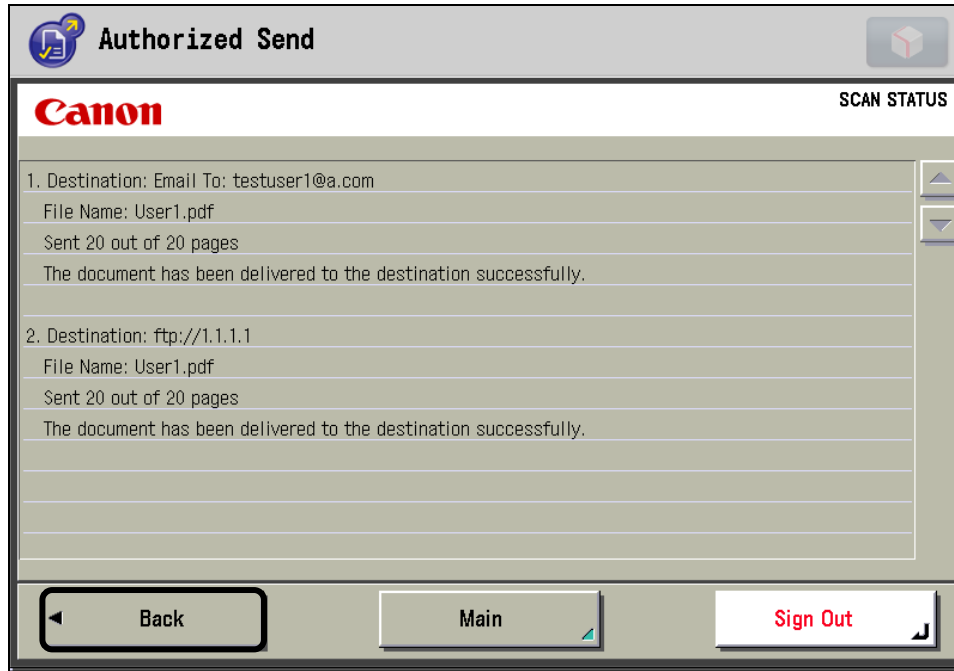 Authorized Send
Canon
SCAN STATUS
1. Destination: Email To: testuser1@a.com
File Name: User1.pdf
Sent 20 out of 20 pages
The document has been delivered to the destination successfully.
2. Destination: ftp://1.1.1.1
File Name: User1.pdf
Sent 20 out of 20 pages
The document has been delivered to the destination successfully.
Back
Main
Sign Out